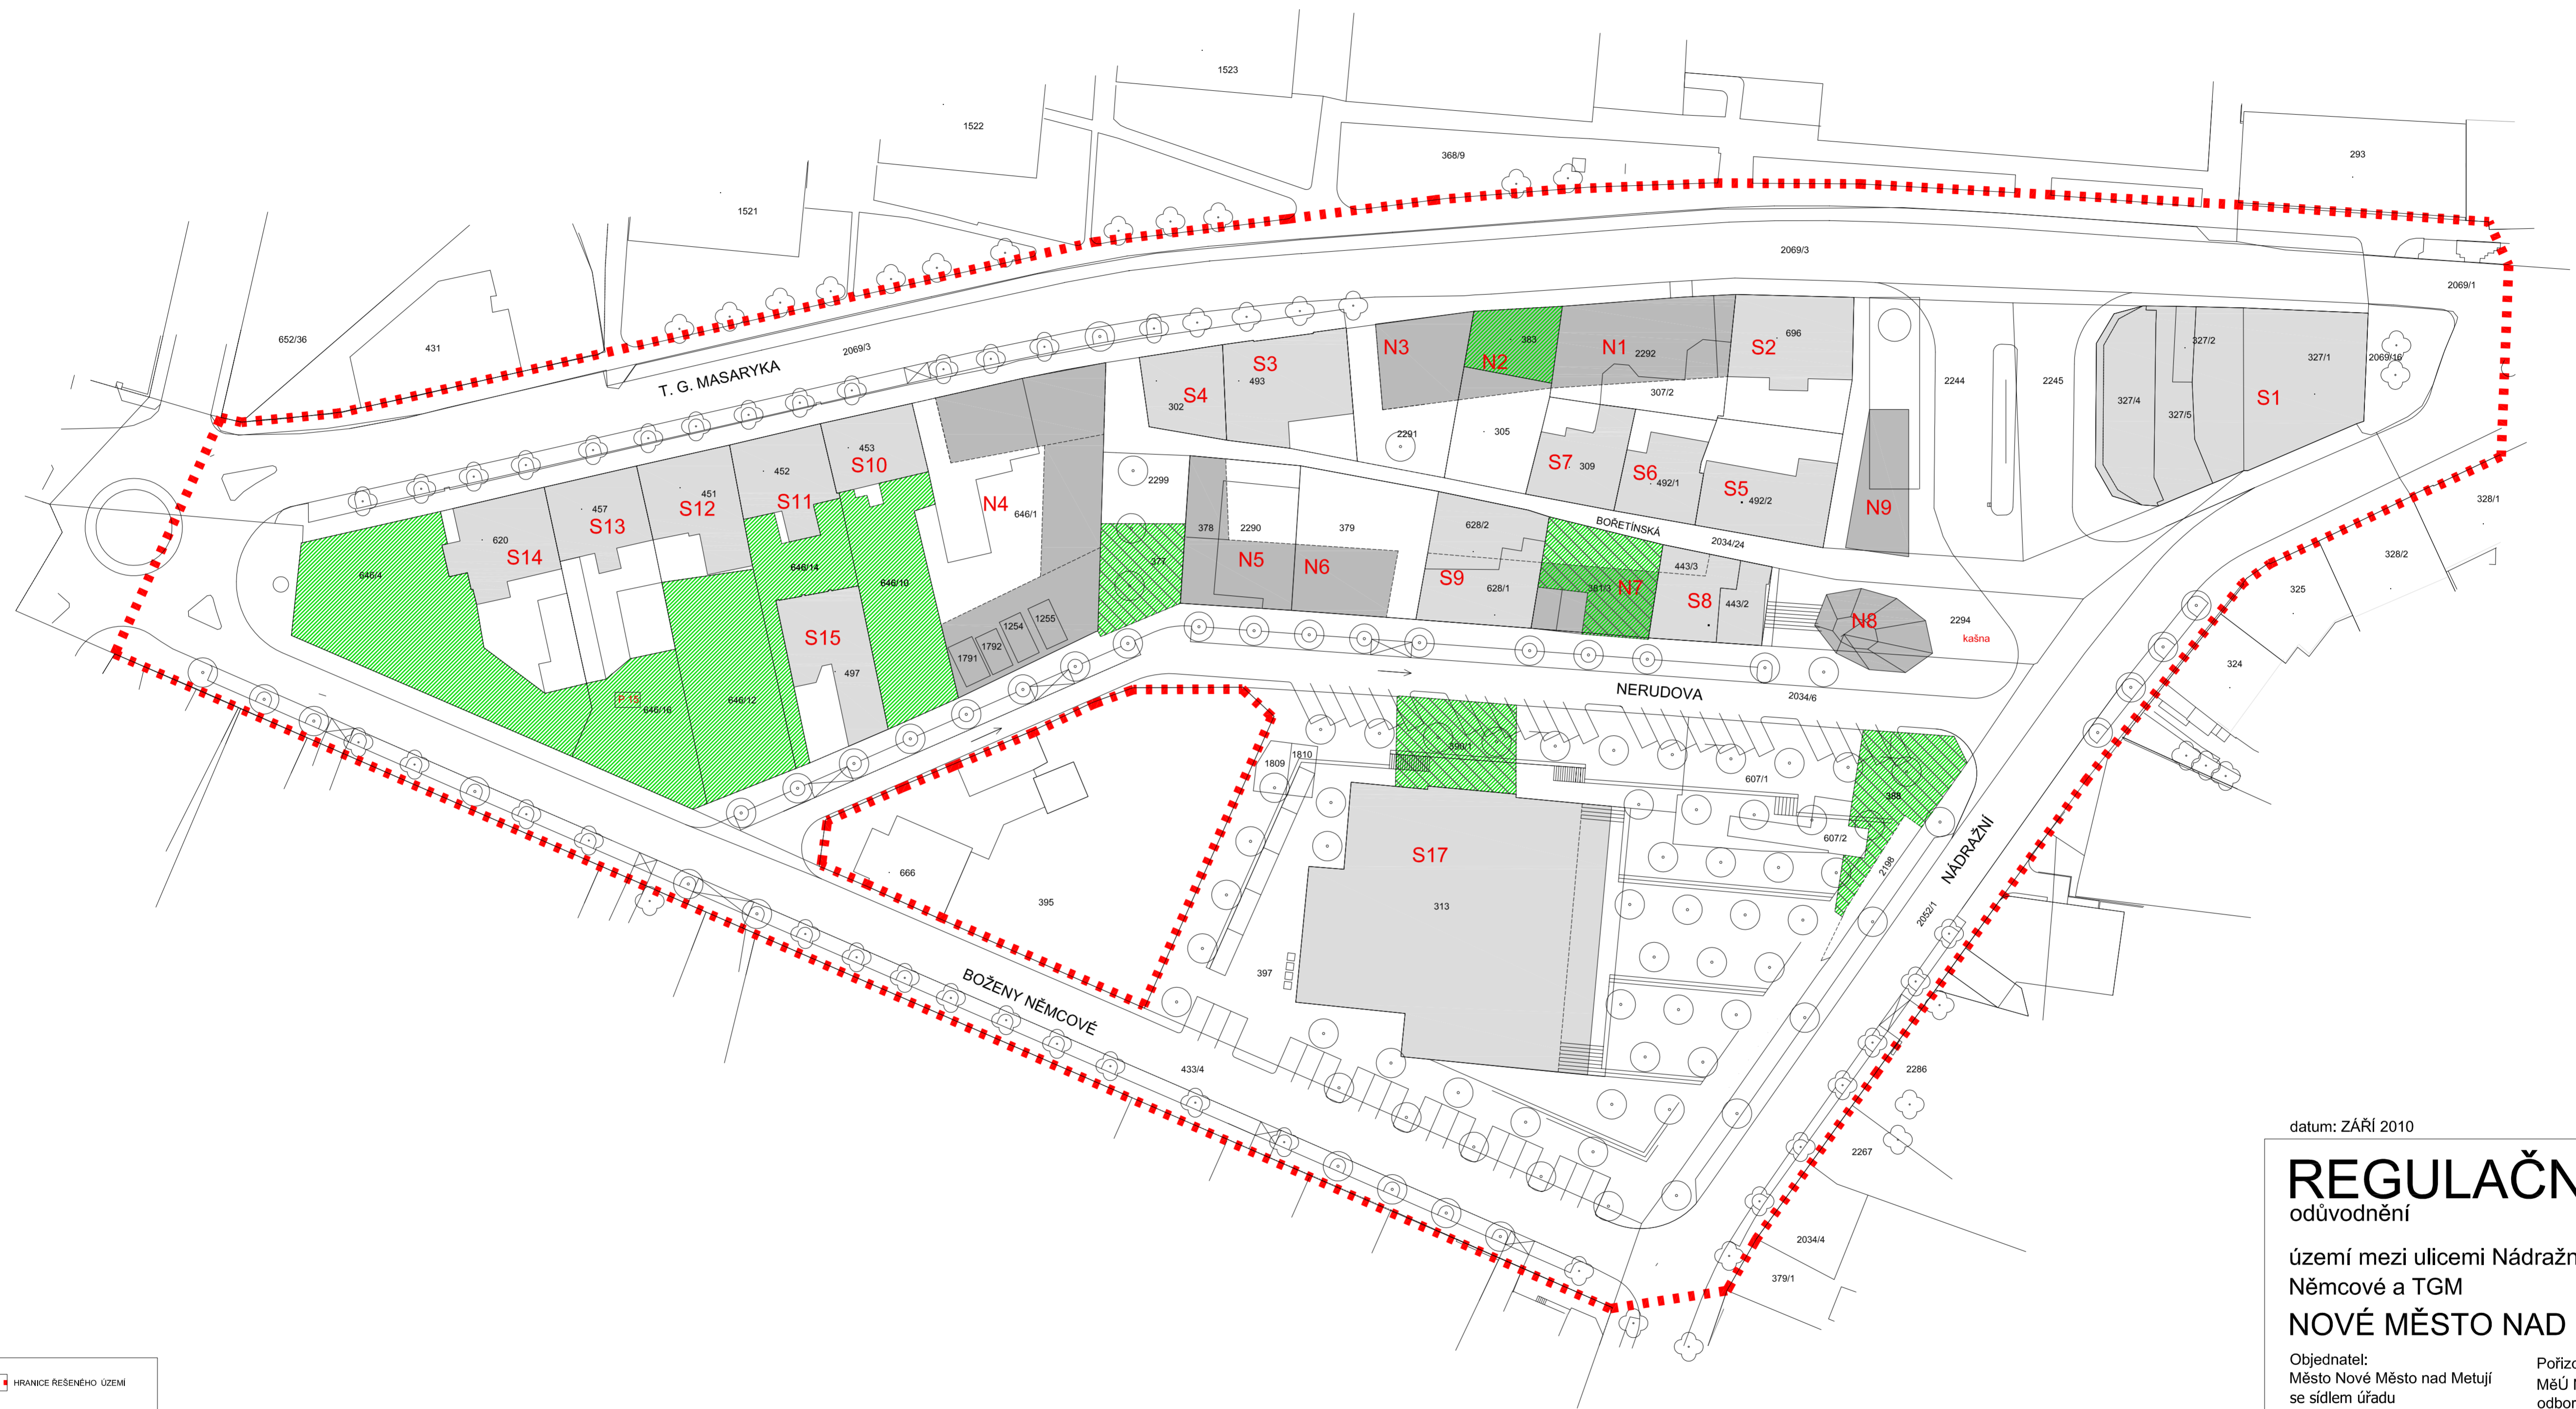 1523
1522
368/9
293
1521
2069/3
2069/1
652/36
431
2069/3
T. G. MASARYKA
383
N3
N2
N1
2292
S2
696
327/2
327/1
2069/16
S3
493
S4
302
307/2
2244
2245
327/4
327/5
S1
2291
305
453
S10
452
S11
451
S12
457
S13
620
S14
N4
646/1
2299
378
2290
379
628/2
S7
309
S6
492/1
S5
492/2
N9
BOŘETÍNSKÁ
2034/24
328/1
328/2
646/4
646/14
646/10
377
N5
N6
S9
628/1
381/3
N7
443/3
S8
443/2
N8
2294
kašna
325
324
S15
497
1791
1792
1254
1255
P 15
646/16
646/12
NERUDOVA
2034/6
390/1
1809
1810
607/1
388
607/2
2198
NÁDRAŽNÍ
2052/1
666
395
S17
313
397
BOŽENY NĚMCOVÉ
433/4
2286
2267
2034/4
379/1
datum: ZÁŘÍ 2010
REGULAČN
odůvodnění
území mezi ulicemi Nádražn
Němcové a TGM
NOVÉ MĚSTO NAD
Objednatel:
Město Nové Město nad Metují
se sídlem úřadu
Pořizo
MěÚ N
odbor
HRANICE ŘEŠENÉHO ÚZEMÍ